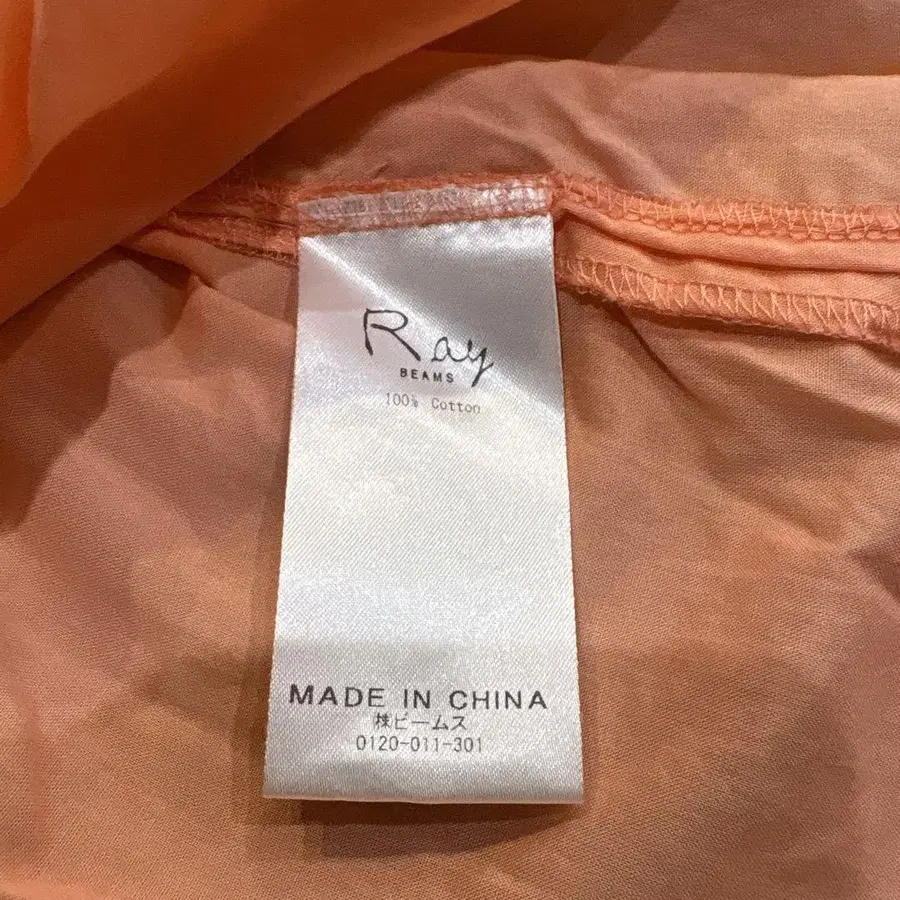 Ray
BEAMS
100% Cotton
MADE IN CHINA
㈱ビームス
0120-011-301